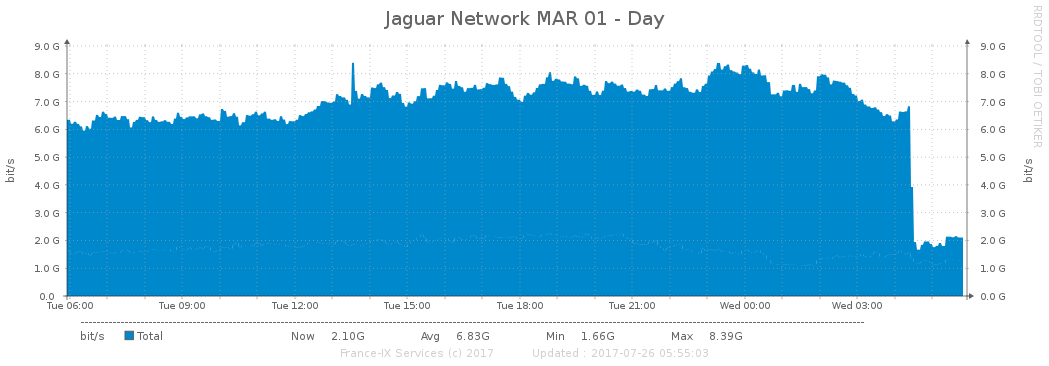 Jaguar Network MAR 01 - Day
RRDTOOL / TOBI OETIKER
9.0 G 9.0 G
8.0 G 8.0 G
7.0 G 7.0 G
6.0 G 6.0 G
5.0 G 5.0 G
4.0 G 4.0 G
3.0 G 3.0 G
2.0 G 2.0 G
1.0 G 1.0 G
0.0 0.0 G
bit/s
bit/s
Tue 06:00 Tue 09:00 Tue 12:00 Tue 15:00 Tue 18:00 Tue 21:00 Wed 00:00 Wed 03:00
bit/s Total Now 2.10G Avg 6.83G Min 1.66G Max 8.39G
France-IX Services (c) 2017 Updated : 2017-07-26 05:55:03